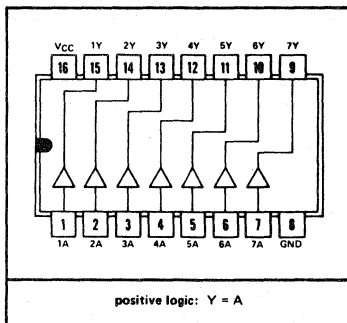 VCC 1Y 2Y 3Y 4Y 5Y 6Y 7Y
16 15 14 13 12 11 10 9
1 2 3 4 5 6 7 8
1A 2A 3A 4A 5A 6A 7A GND
positive logic: Y = A